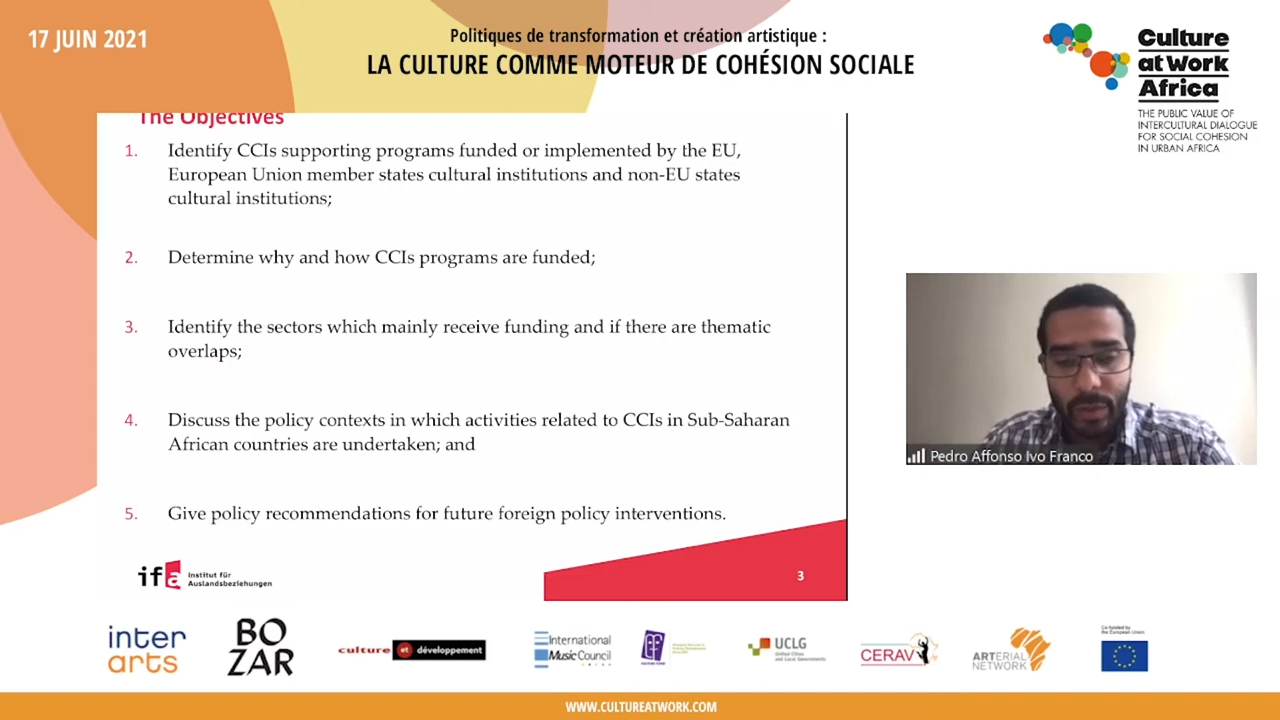 17 JUIN 2021
Politiques de transformation et création artistique :
LA CULTURE COMME MOTEUR DE COHÉSION SOCIALE
Culture
at Work
Africa
THE PUBLIC VALUE OF
INTERCULTURAL DIALOGUE
FOR SOCIAL COHESION
IN URBAN AFRICA
The Objectives
1. Identify CCIs supporting programs funded or implemented by the EU,
European Union member states cultural institutions and non-EU states
cultural institutions;
2. Determine why and how CCIs programs are funded;
3. Identify the sectors which mainly receive funding and if there are thematic
overlaps;
4. Discuss the policy contexts in which activities related to CCIs in Sub-Saharan
African countries are undertaken; and
5. Give policy recommendations for future foreign policy interventions.
ifa Institut für
Auslandsbeziehungen
3
Pedro Affonso Ivo Franco
inter
arts
BO
ZAR
culture et développement
International
Music Council
UCLG
United Cities
and Local Governments
CERAV
ARTERIAL
NETWORK
Co-funded by
the European Union
WWW.CULTUREATWORK.COM